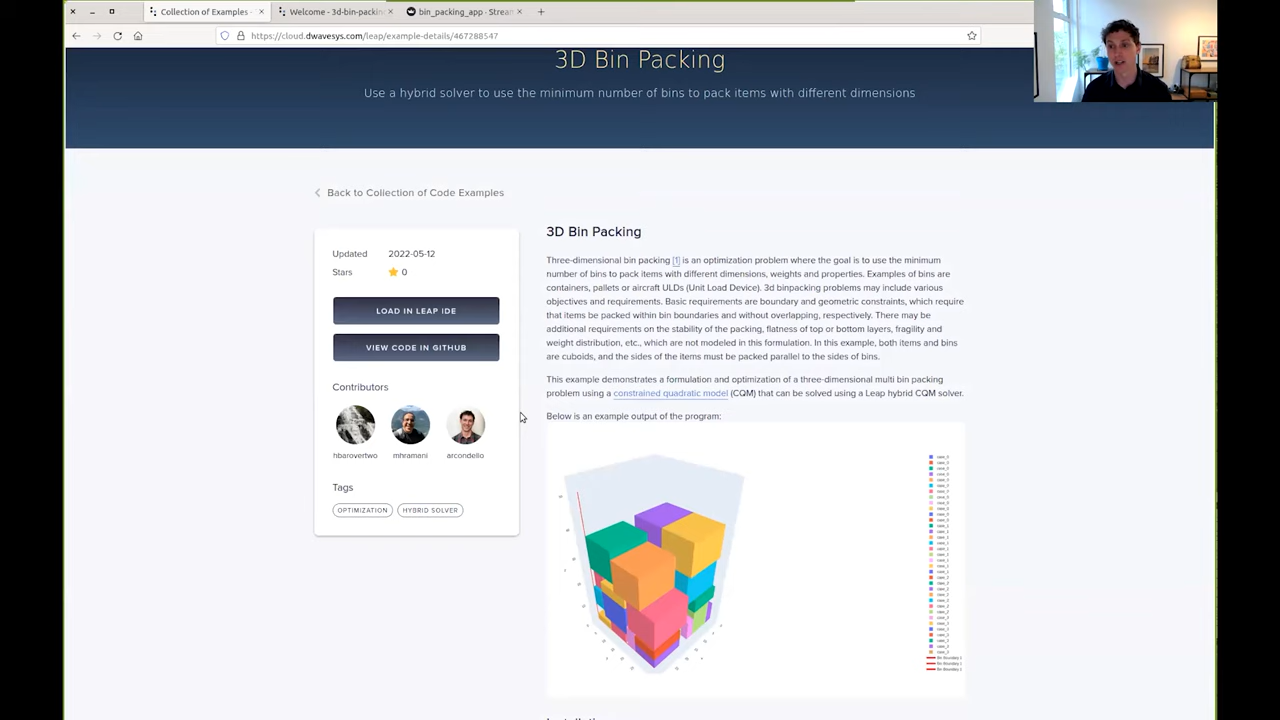 Collection of Examples
Welcome - 3d-bin-packin
bin_packing_app · Stream
https://cloud.dwavesys.com/leap/example-details/467288547
3D Bin Packing
Use a hybrid solver to use the minimum number of bins to pack items with different dimensions
Back to Collection of Code Examples
Updated 2022-05-12
Stars 0
LOAD IN LEAP IDE
VIEW CODE IN GITHUB
Contributors
hbarovertwo mhramani arcondello
Tags
OPTIMIZATION HYBRID SOLVER
3D Bin Packing
Three-dimensional bin packing [1] is an optimization problem where the goal is to use the minimum
number of bins to pack items with different dimensions, weights and properties. Examples of bins are
containers, pallets or aircraft ULDs (Unit Load Device). 3d binpacking problems may include various
objectives and requirements. Basic requirements are boundary and geometric constraints, which require
that items be packed within bin boundaries and without overlapping, respectively. There may be
additional requirements on the stability of the packing, flatness of top or bottom layers, fragility and
weight distribution, etc., which are not modeled in this formulation. In this example, both items and bins
are cuboids, and the sides of the items must be packed parallel to the sides of bins.
This example demonstrates a formulation and optimization of a three-dimensional multi bin packing
problem using a constrained quadratic model (CQM) that can be solved using a Leap hybrid CQM solver.
Below is an example output of the program: